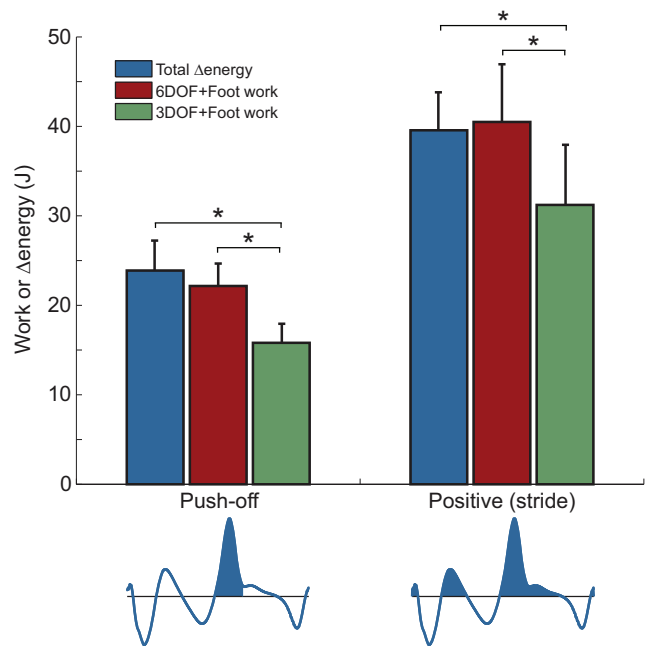 * *
50
40
30
20
10
0
Work or Δenergy (J)
Total Δenergy
6DOF+Foot work
3DOF+Foot work
* *
Push-off
Positive (stride)